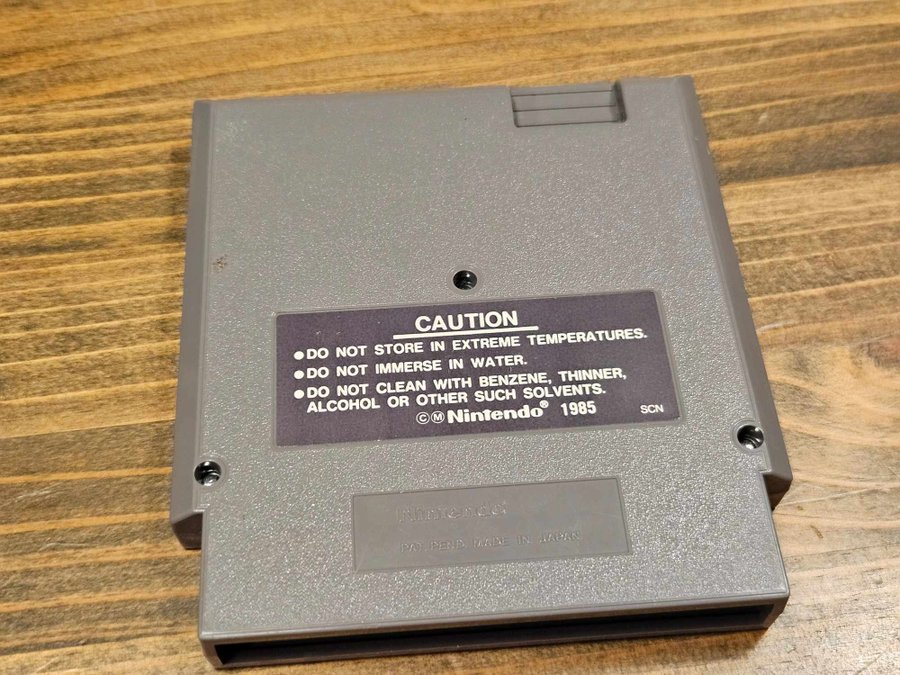 CAUTION
●DO NOT STORE IN EXTREME TEMPERATURES.
●DO NOT IMMERSE IN WATER.
●DO NOT CLEAN WITH BENZENE, THINNER,
ALCOHOL OR OTHER SUCH SOLVENTS.
ⒸⓂ Nintendo® 1985 SCN
Nintendo
PAT. PEND. MADE IN JAPAN